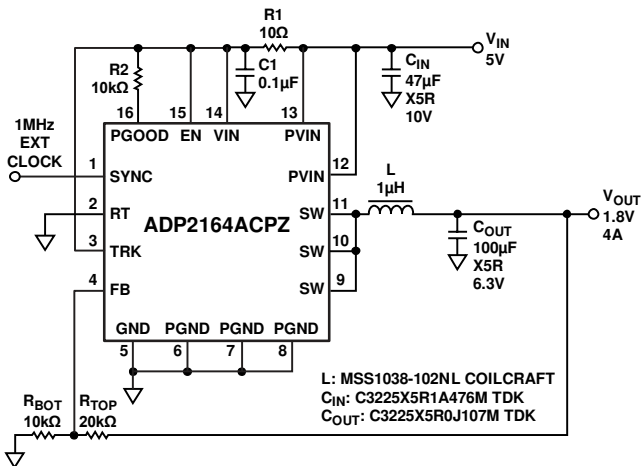 R1
10Ω
V_IN
5V
R2
10kΩ
C1
0.1µF
C_IN
47µF
X5R
10V
16
15
14
13
PGOOD
EN
VIN
PVIN
1MHz
EXT
CLOCK
1
SYNC
PVIN
12
2
RT
SW
11
L
1µH
ADP2164ACPZ
V_OUT
1.8V
4A
C_OUT
100µF
X5R
6.3V
3
TRK
SW
10
4
FB
SW
9
GND
PGND
PGND
PGND
5
6
7
8
L: MSS1038-102NL COILCRAFT
C_IN: C3225X5R1A476M TDK
C_OUT: C3225X5R0J107M TDK
R_BOT
10kΩ
R_TOP
20kΩ